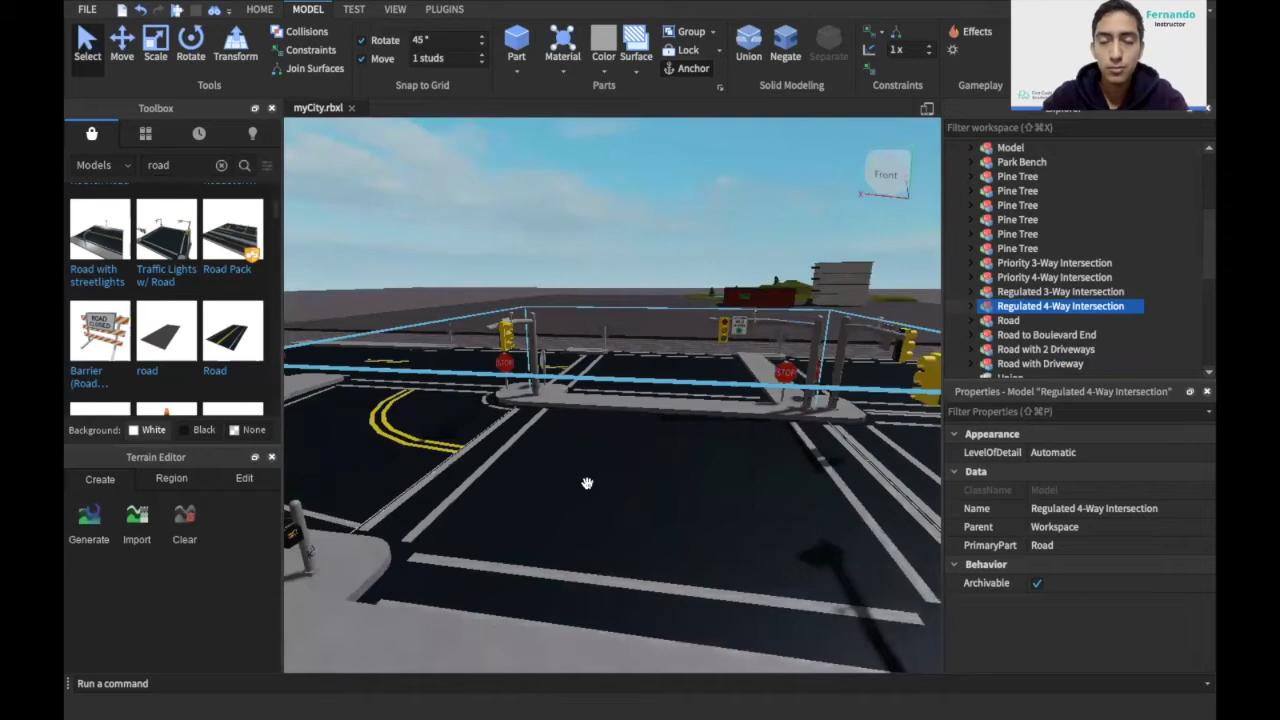 FILE
HOME
MODEL
TEST
VIEW
PLUGINS
Select
Move
Scale
Rotate
Transform
Tools
Collisions
Constraints
Join Surfaces
Rotate
45 °
Move
1 studs
Snap to Grid
Part
Material
Color
Surface
Group
Lock
Anchor
Parts
Union
Negate
Separate
Solid Modeling
1 x
Constraints
Effects
Gameplay
Fernando
Instructor
Toolbox
Models
road
Road with
streetlights
Traffic Lights
w/ Road
Road Pack
ROAD
CLOSED
Barrier
(Road...
road
Road
Background:
White
Black
None
Terrain Editor
Create
Region
Edit
Generate
Import
Clear
myCity.rbxl
Front
X
STOP
STOP
Filter workspace (⇧⌘X)
Model
Park Bench
Pine Tree
Pine Tree
Pine Tree
Pine Tree
Pine Tree
Pine Tree
Priority 3-Way Intersection
Priority 4-Way Intersection
Regulated 3-Way Intersection
Regulated 4-Way Intersection
Road
Road to Boulevard End
Road with 2 Driveways
Road with Driveway
Properties - Model "Regulated 4-Way Intersection"
Filter Properties (⇧⌘P)
Appearance
LevelOfDetail
Automatic
Data
ClassName
Model
Name
Regulated 4-Way Intersection
Parent
Workspace
PrimaryPart
Road
Behavior
Archivable
Run a command